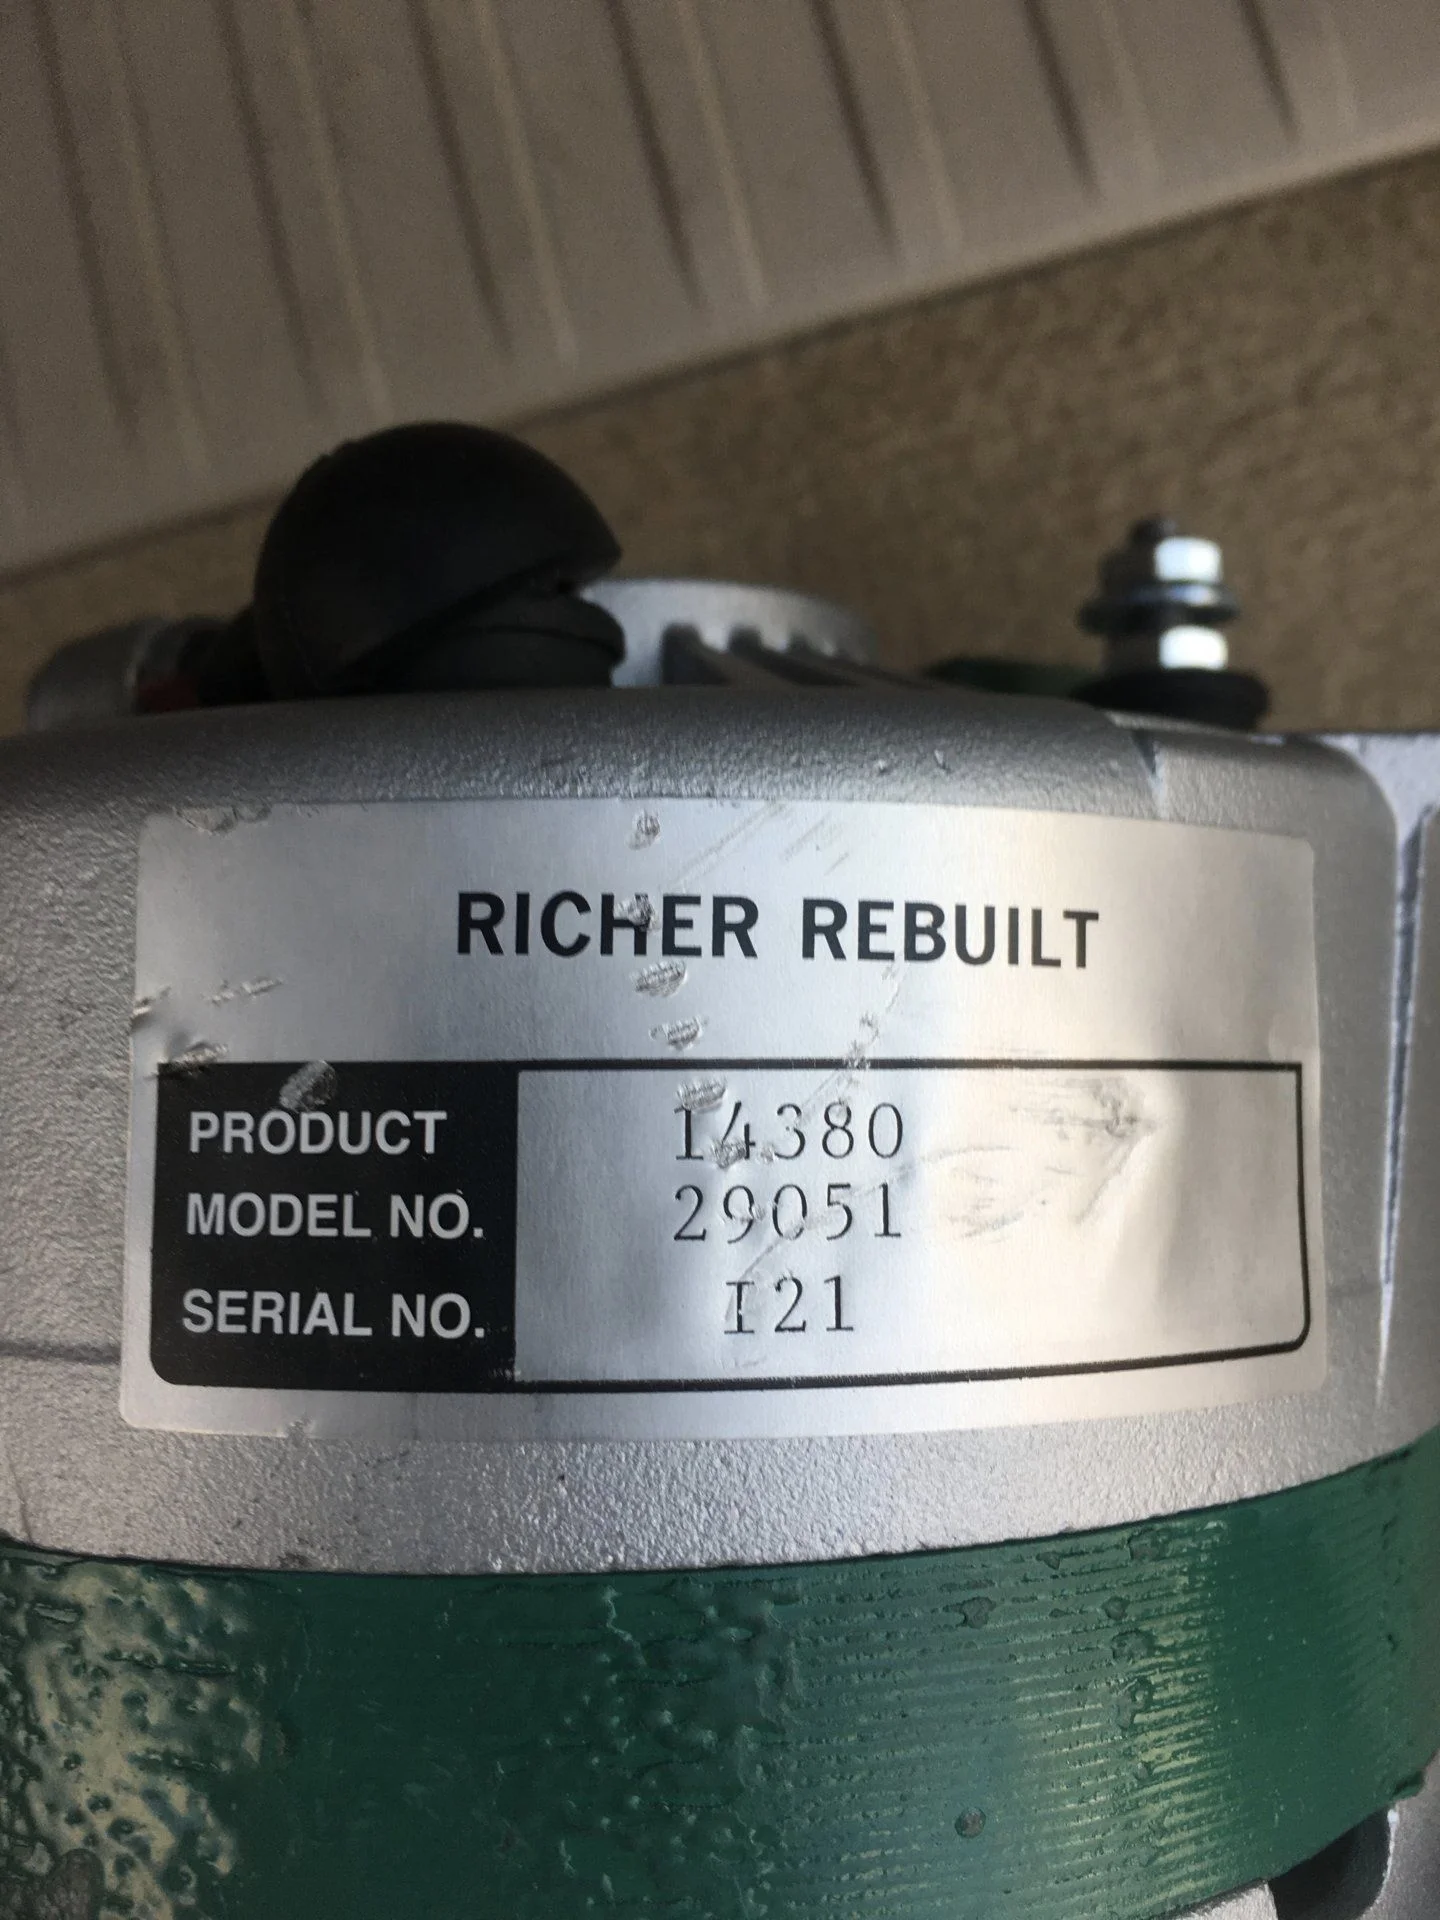 RICHER REBUILT
PRODUCT 14380
MODEL NO. 29051
SERIAL NO. I21